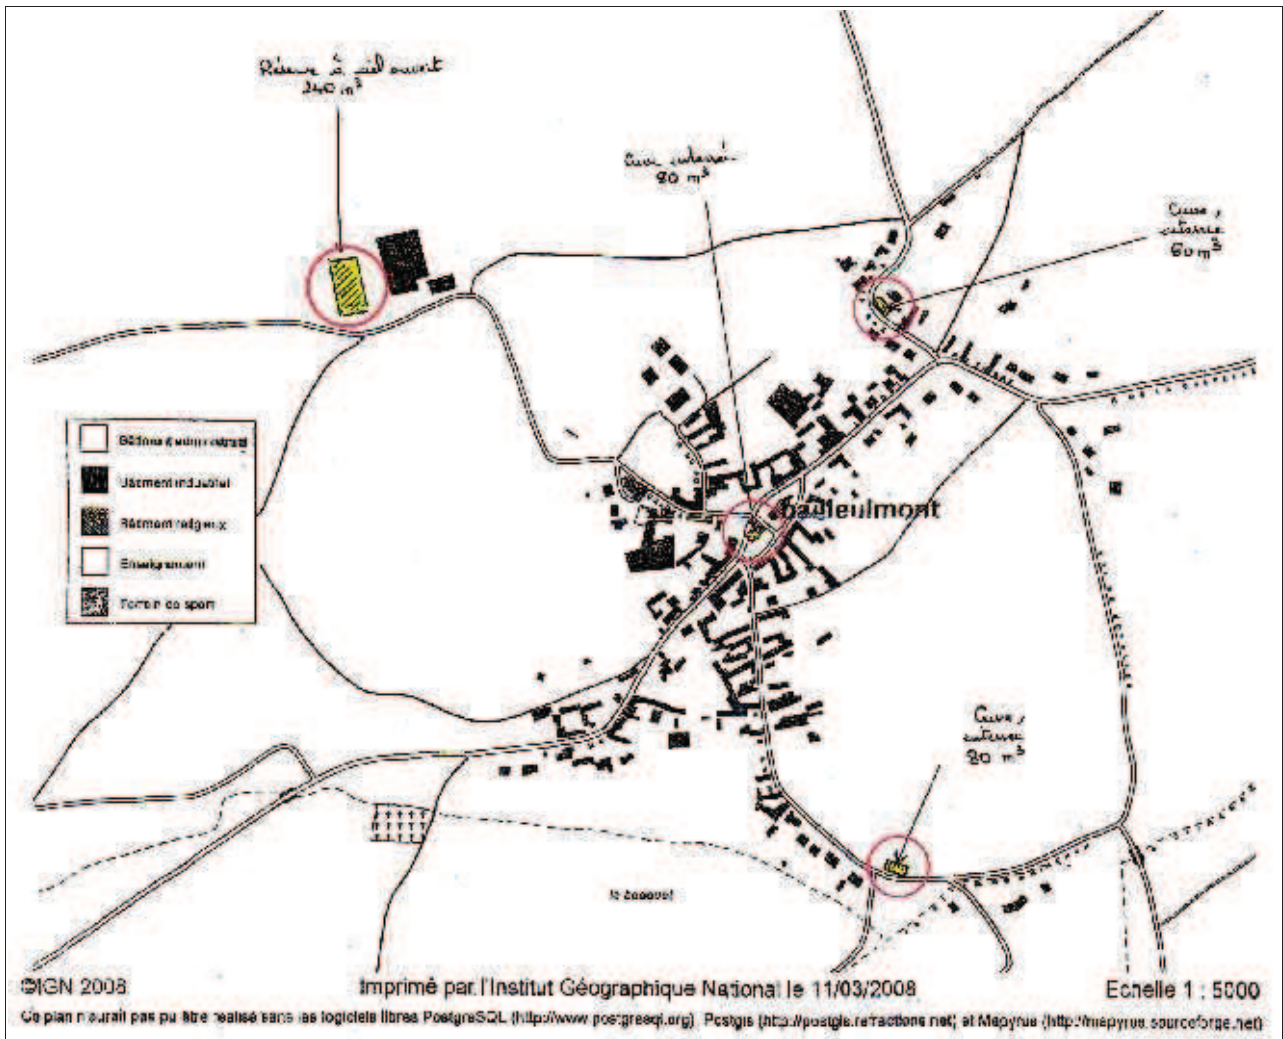 Réserve à ciel ouvert
240 m³
Cuve enterrée
80 m³
Cuve
enterrée
60 m³
Bâtiment administratif
Bâtiment industriel
Bâtiment religieux
Enseignement
Terrain de sport
Bailleulmont
Cuve
enterrée
80 m³
©IGN 2008
Imprimé par l'Institut Géographique National le 11/03/2008
Echelle 1 : 5000
Ce plan n'aurait pas pu être réalisé sans les logiciels libres PostgreSQL (http://www.postgresql.org), Postgis (http://postgis.refractions.net) et Mapyrus (http://mapyrus.sourceforge.net)